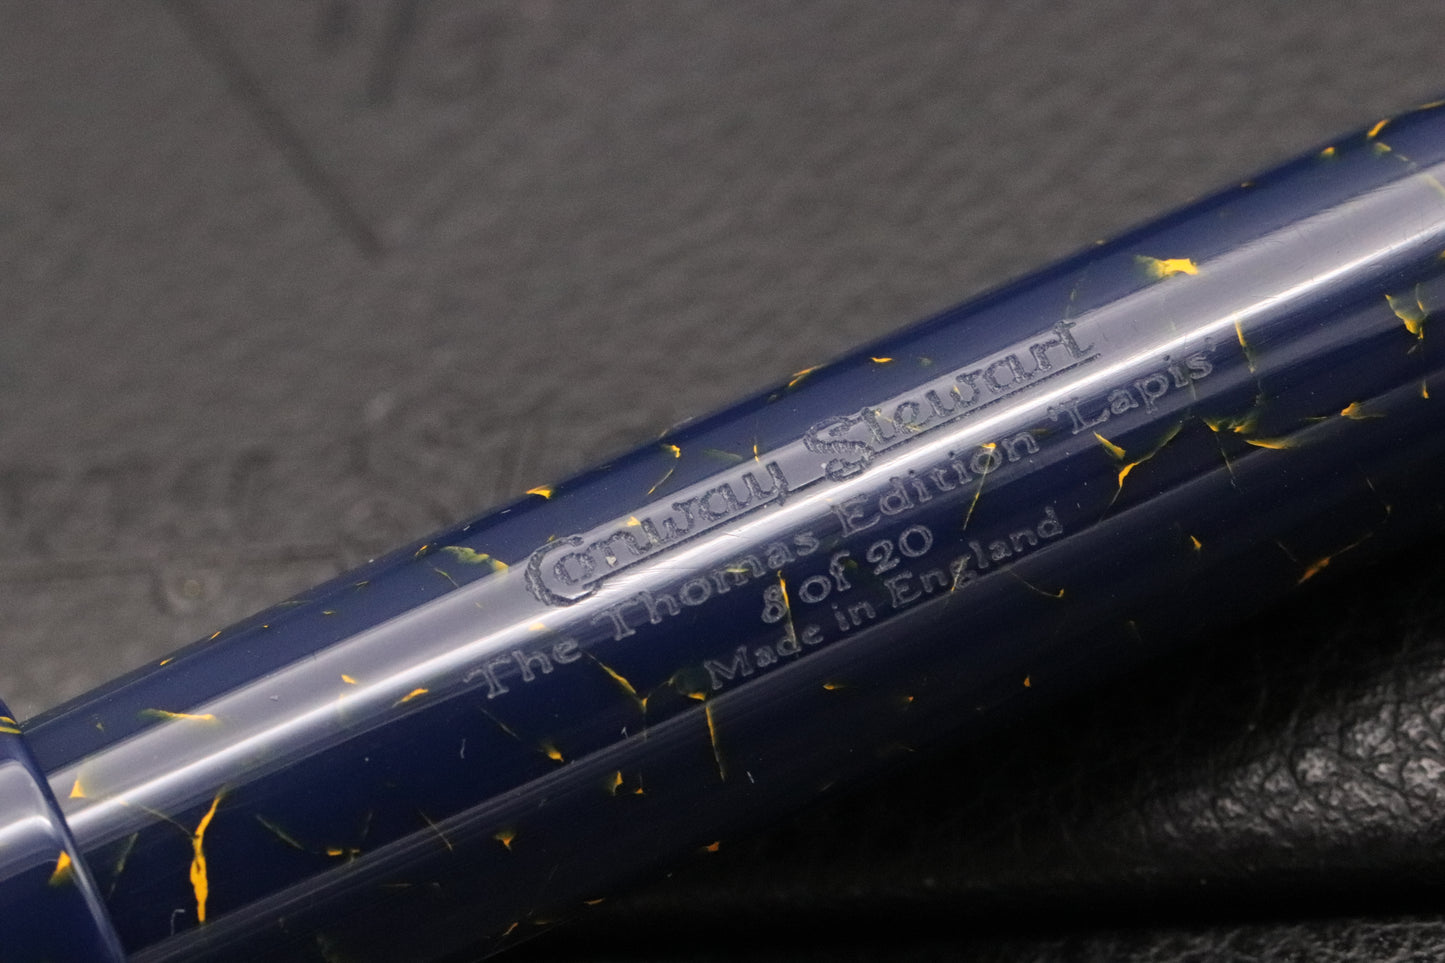 Conway Stewart
The Thomas Edition 'Lapis'
8 of 20
Made in England